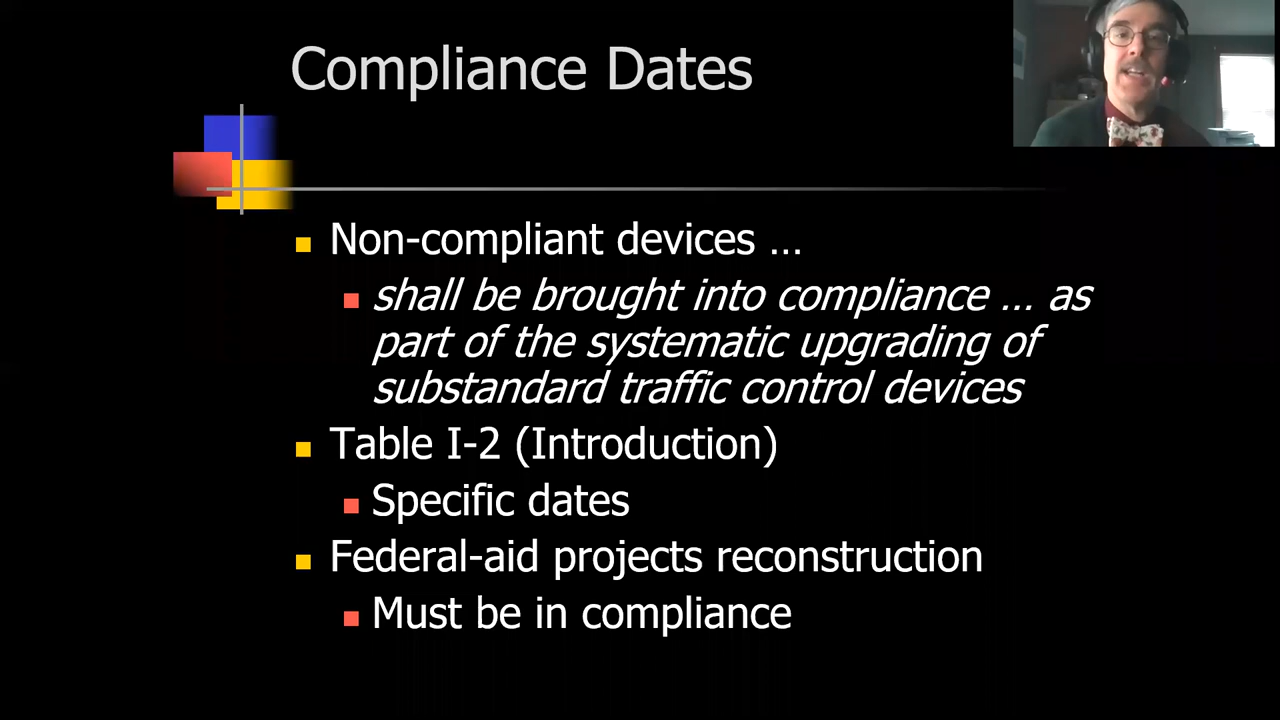 Compliance Dates
Non-compliant devices …
shall be brought into compliance … as
part of the systematic upgrading of
substandard traffic control devices
Table I-2 (Introduction)
Specific dates
Federal-aid projects reconstruction
Must be in compliance